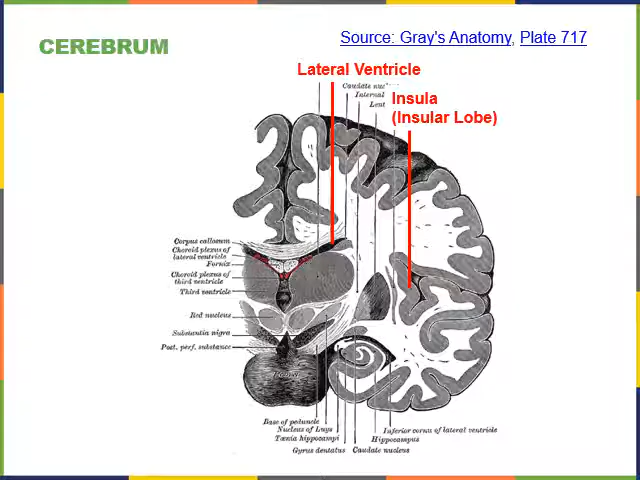 CEREBRUM
Source: Gray's Anatomy, Plate 717
Lateral Ventricle
Insula
(Insular Lobe)
Caudate nuc
Internal
Lent
Corpus callosum
Choroid plexus of
lateral ventricle
Fornix
Choroid plexus of
third ventricle
Third ventricle
Red nucleus
Substantia nigra
Post. perf. substance
Base of peduncle
Nucleus of Luys
Tænia hippocampi
Gyrus dentatus
Caudate nucleus
Hippocampus
Inferior cornu of lateral ventricle